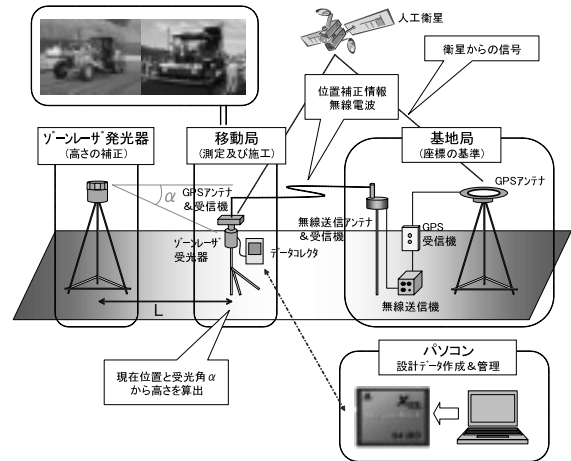 人工衛星
衛星からの信号
位置補正情報
無線電波
ゾーンレーザ発光器
(高さの補正)
移動局
(測定及び施工)
基地局
(座標の基準)
α
GPSアンテナ
&受信機
GPSアンテナ
無線送信アンテナ
&受信機
GPS
受信機
ゾーンレーザ
受光器
データコレクタ
無線送信機
L
現在位置と受光角α
から高さを算出
パソコン
設計データ作成&管理